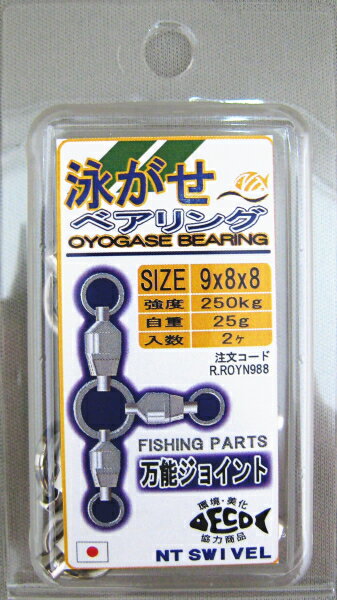 泳がせ
ベアリング
OYOGASE BEARING
SIZE 9x8x8
強度 250kg
自重 25g
入数 2ヶ
注文コード
R.ROYN988
FISHING PARTS
万能ジョイント
環境・美化
ECO
協力商品
NT SWIVEL